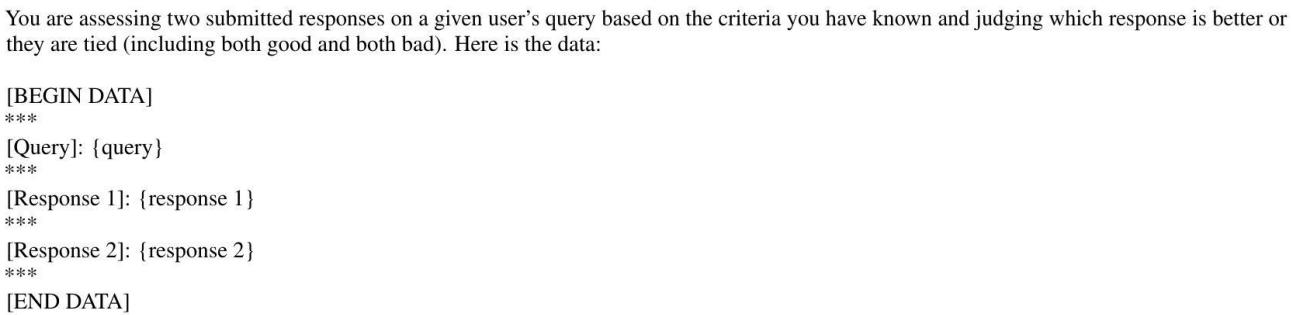 You are assessing two submitted responses on a given user’s query based on the criteria you have known and judging which response is better or
they are tied (including both good and both bad). Here is the data:
[BEGIN DATA]
***
[Query]: {query}
***
[Response 1]: {response 1}
***
[Response 2]: {response 2}
***
[END DATA]